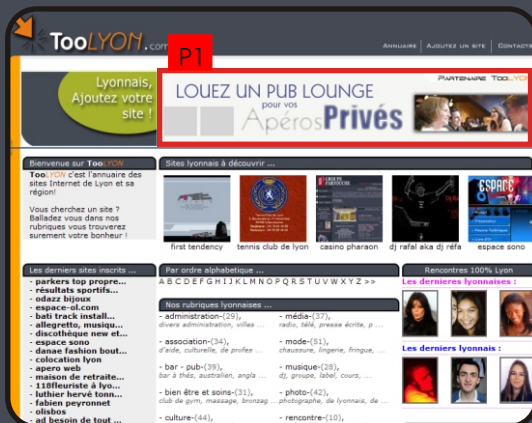 TooLYON.com
ANNUAIRE | AJOUTEZ UN SITE | CONTACTS
P1
PARTENAIRE TOOLYON
Lyonnais,
Ajoutez votre
site !
LOUEZ UN PUB LOUNGE
pour vos
Apéros Privés
Bienvenue sur TooLYON
TooLYON c'est l'annuaire des
sites Internet de Lyon et sa
région!
Vous cherchez un site ?
Balladez vous dans nos
rubriques vous trouverez
surement votre bonheur !
Sites lyonnais à découvrir ...
ESPACE
first tendency
tennis club de lyon
casino pharaon
dj rafal aka dj réfa
espace sono
Les derniers sites inscrits ...
- parkers top propre...
- résultats sportifs...
- odazz bijoux
- espace-ol.com
- bati track install...
- allegretto, musiqu...
- discothèque new et...
- espace sono
- danae fashion bout...
- colocation lyon
- apero web
- maison de retraite...
- 118fleuriste à lyo...
- luthier hervé tonn...
- fabien peyronnet
- olisbos
- ad besoin de tout ...
Par ordre alphabetique ...
A B C D E F G H I J K L M N O P Q R S T U V W X Y Z >>
Nos rubriques lyonnaises ...
- administration-(29),
divers administration, villes ...
- média-(37),
radio, télé, presse écrite, p ...
- association-(34),
d'aide, culturelle, de profes ...
- mode-(51),
chaussure, lingerie, fringue, ...
- bar - pub-(39),
bar à thés, australien, angla ...
- musique-(28),
dj, groupe, label, cours, ...
- bien être et soins-(31),
club de gym, massage, bronzag ...
- photo-(42),
photographe, de lyonnais, de ...
- culture-(44),
- rencontre-(10),
Rencontres 100% Lyon
Les dernieres lyonnaises :
Les derniers lyonnais :